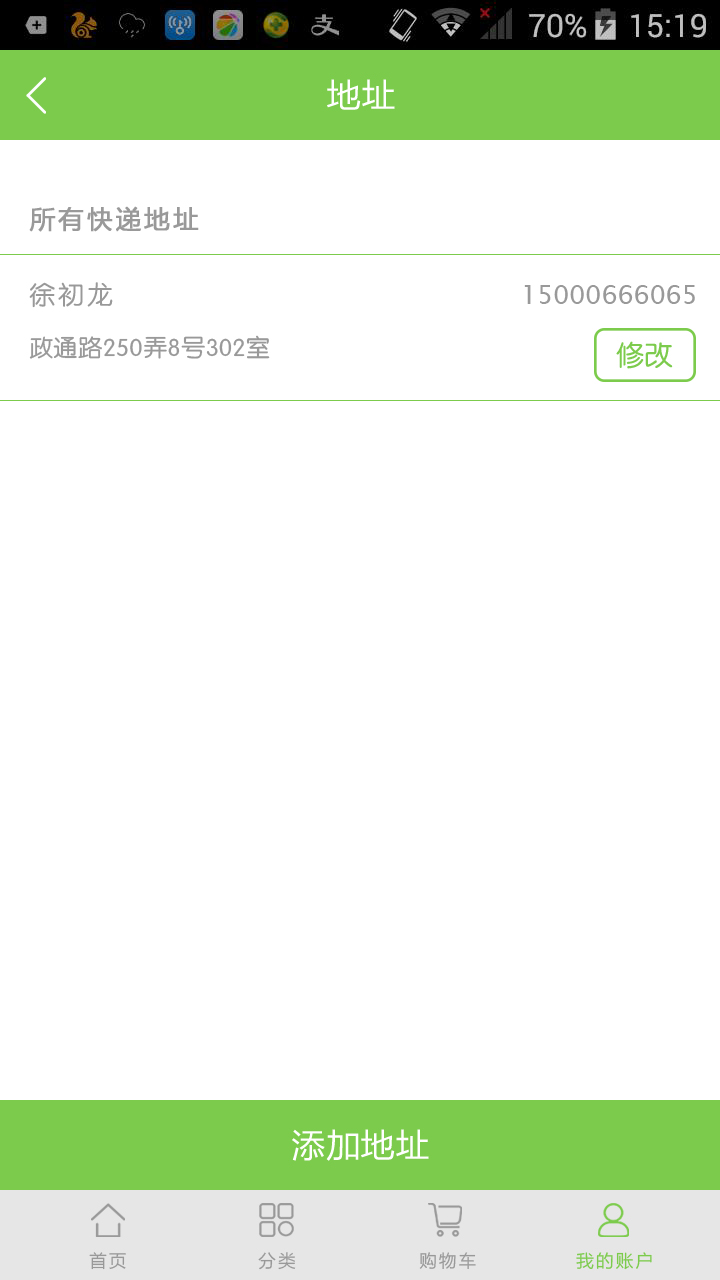 70% 15:19
地址
所有快递地址
徐初龙 15000666065
政通路250弄8号302室
修改
添加地址
首页 分类 购物车 我的账户